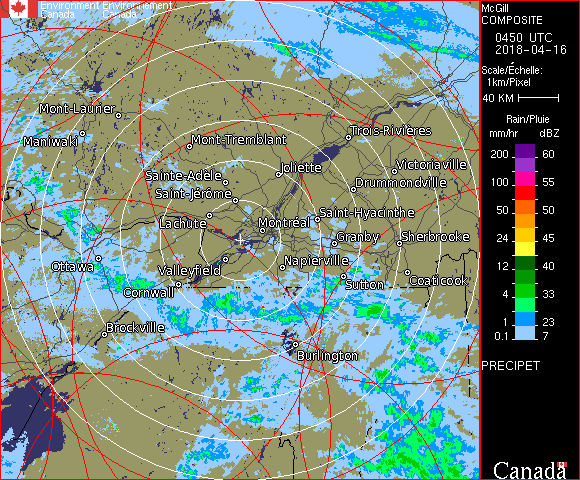 Environment Environnement
Canada Canada
Mont-Laurier
Trois-Rivières
Maniwaki
Mont-Tremblant
Joliette
Victoriaville
Sainte-Adèle
Drummondville
Saint-Jérôme
Lachute
Saint-Hyacinthe
Montréal
Granby
Sherbrooke
Napierville
Ottawa
Valleyfield
Coaticook
Sutton
Cornwall
Brockville
Burlington
McGill
COMPOSITE
0450 UTC
2018-04-16
Scale/Échelle:
1km/Pixel
40 KM
Rain/Pluie
mm/hr dBZ
200 60
100 55
50 50
24 45
12 40
4 33
1 23
0.1 7
PRECIPET
Canada